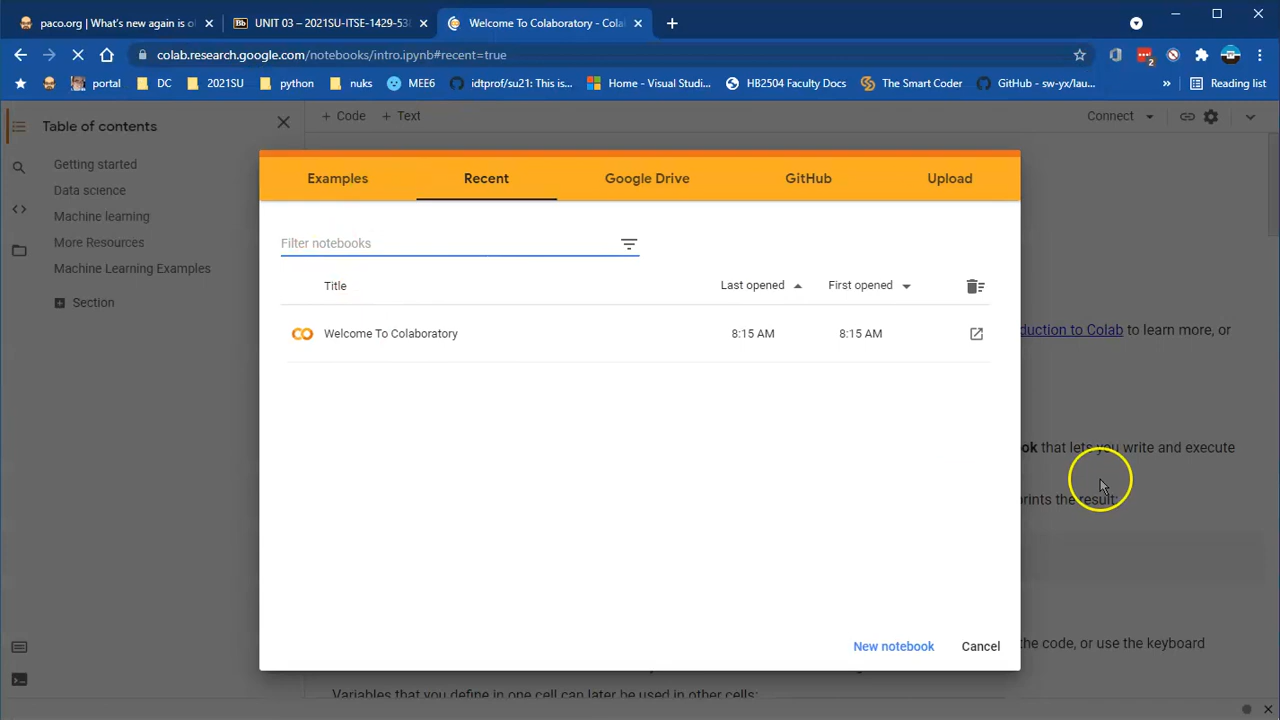 paco.org | What's new again is o
UNIT 03 – 2021SU-ITSE-1429-53
Welcome To Colaboratory - Cola
colab.research.google.com/notebooks/intro.ipynb#recent=true
portal
DC
2021SU
python
nuks
MEE6
idtprof/su21: This is...
Home - Visual Studi...
HB2504 Faculty Docs
The Smart Coder
GitHub - sw-yx/lau...
»
Reading list
Table of contents
+ Code + Text
Connect
Getting started
Data science
Machine learning
More Resources
Machine Learning Examples
Section
Examples
Recent
Google Drive
GitHub
Upload
Filter notebooks
Title
Last opened
First opened
Welcome To Colaboratory
8:15 AM
8:15 AM
New notebook
Cancel
duction to Colab to learn more, or
ok that lets you write and execute
prints the result:
the code, or use the keyboard
Variables that you define in one cell can later be used in other cells: